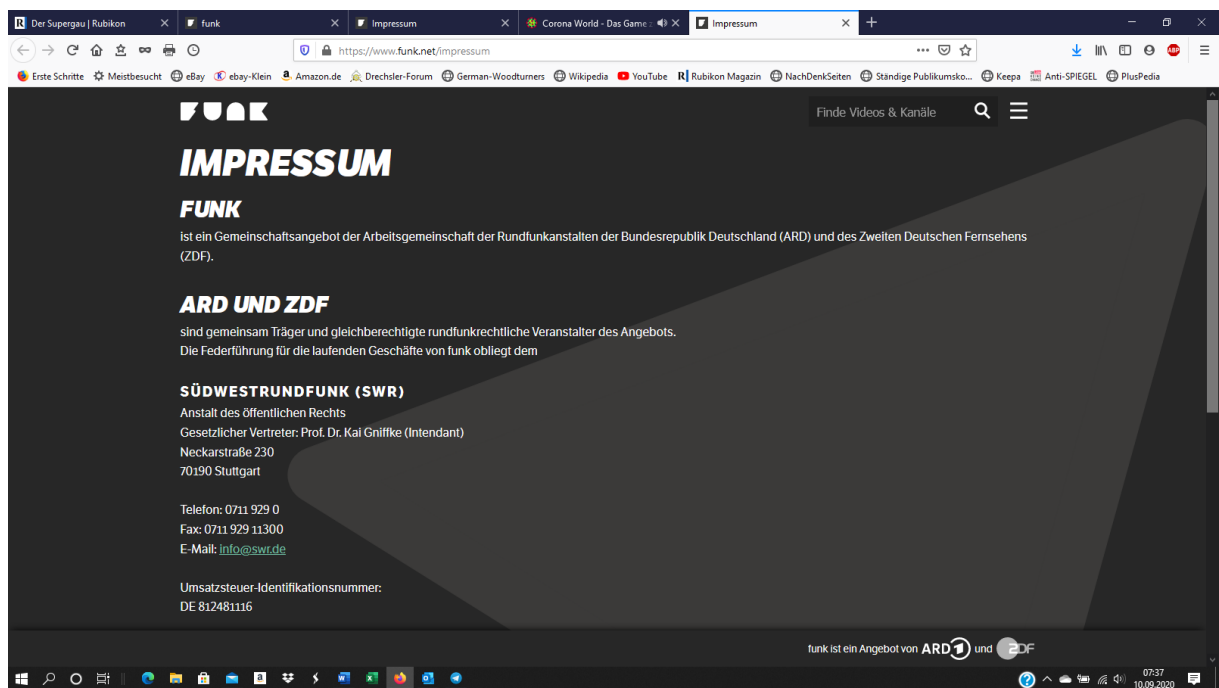 Der Supergau | Rubikon
funk
Impressum
Corona World - Das Game :
Impressum
https://www.funk.net/impressum
Erste Schritte Meistbesucht eBay ebay-Klein Amazon.de Drechsler-Forum German-Woodturners Wikipedia YouTube Rubikon Magazin NachDenkSeiten Ständige Publikumsko... Keepa Anti-SPIEGEL PlusPedia
FUNK
Finde Videos & Kanäle
IMPRESSUM
FUNK
ist ein Gemeinschaftsangebot der Arbeitsgemeinschaft der Rundfunkanstalten der Bundesrepublik Deutschland (ARD) und des Zweiten Deutschen Fernsehens
(ZDF).
ARD UND ZDF
sind gemeinsam Träger und gleichberechtigte rundfunkrechtliche Veranstalter des Angebots.
Die Federführung für die laufenden Geschäfte von funk obliegt dem
SÜDWESTRUNDFUNK (SWR)
Anstalt des öffentlichen Rechts
Gesetzlicher Vertreter: Prof. Dr. Kai Gniffke (Intendant)
Neckarstraße 230
70190 Stuttgart
Telefon: 0711 929 0
Fax: 0711 929 11300
E-Mail: info@swr.de
Umsatzsteuer-Identifikationsnummer:
DE 812481116
funk ist ein Angebot von ARD 1 und ZDF
07:37
10.09.2020